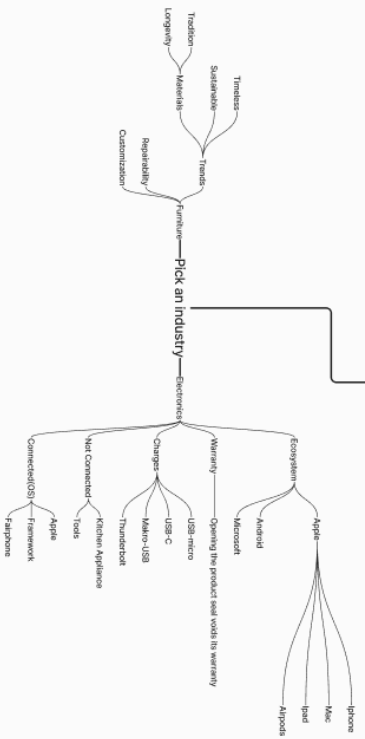 Tradition
Longevity
Materials
Timeless
Sustainable
Trends
Repairability
Customization
Furniture
Pick an industry
Electronics
Ecosystem
Apple
Iphone
Mac
Ipad
Airpods
Android
Microsoft
Warranty
Opening the product seal voids its warranty
Charges
USB-micro
USB-C
Makro-USB
Thunderbolt
Not Connected
Kitchen Appliance
Tools
Connected(OS)
Apple
Framework
Fairphone